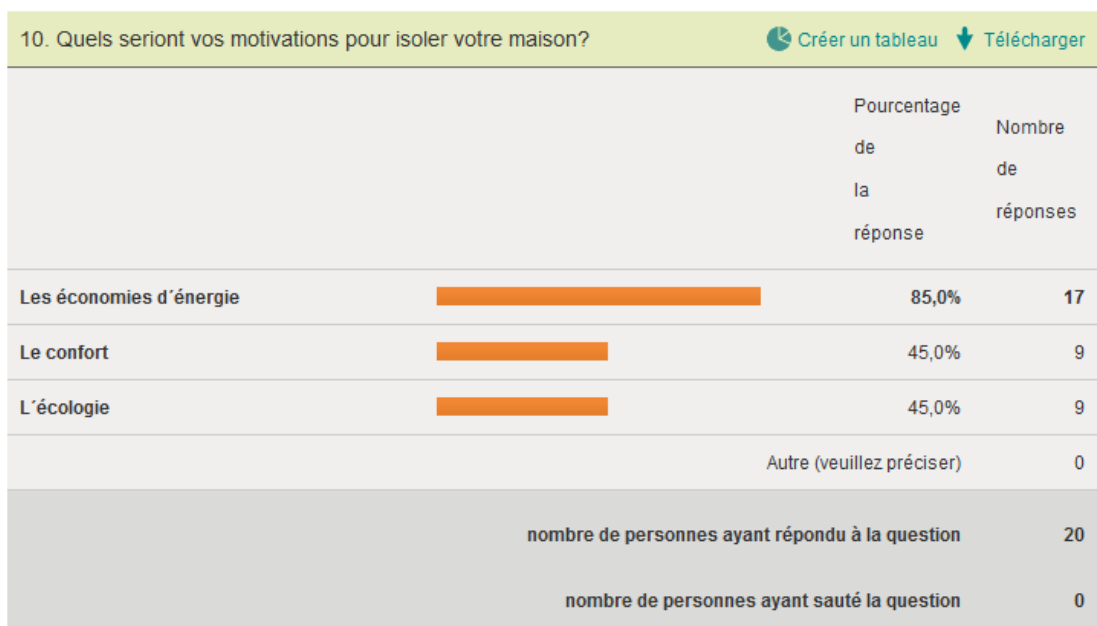 10. Quels seriont vos motivations pour isoler votre maison? Créer un tableau Télécharger
Pourcentage
de
la
réponse
Nombre
de
réponses
Les économies d´énergie 85,0% 17
Le confort 45,0% 9
L´écologie 45,0% 9
Autre (veuillez préciser) 0
nombre de personnes ayant répondu à la question 20
nombre de personnes ayant sauté la question 0